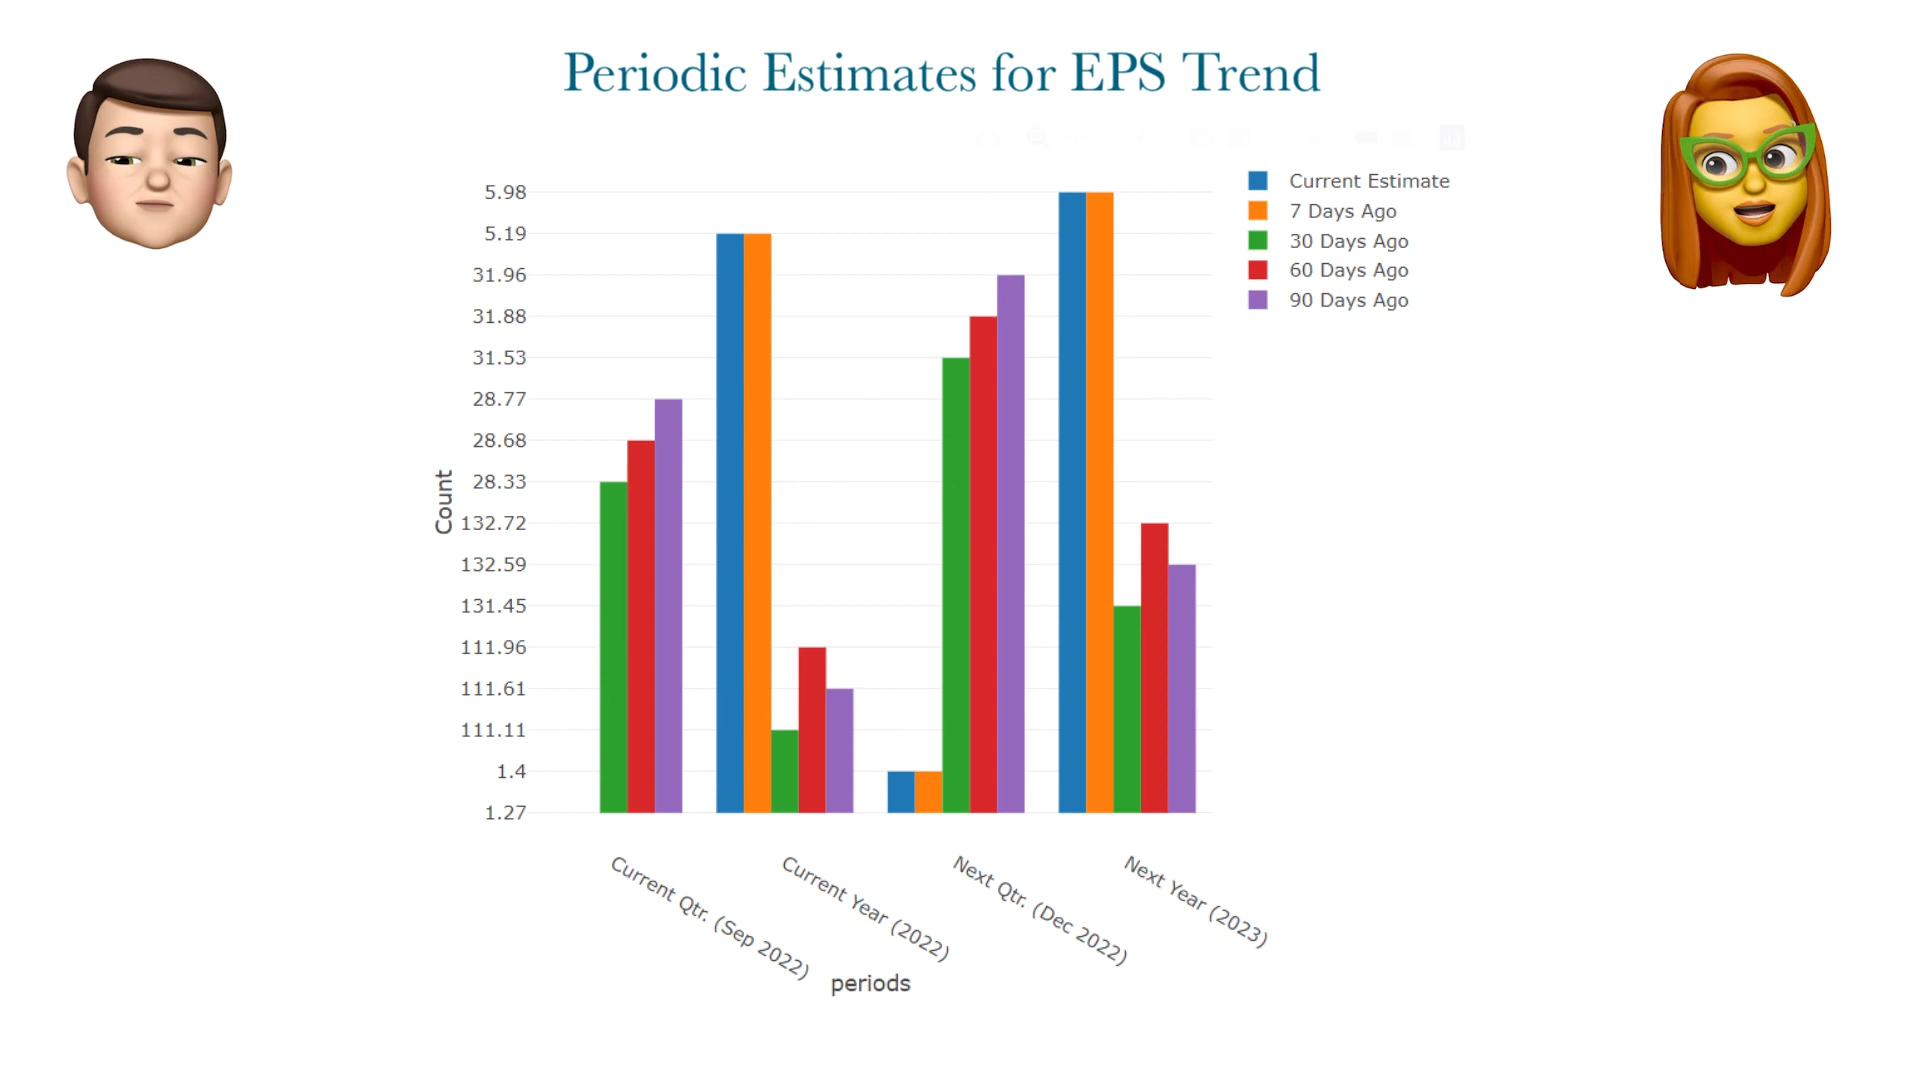 Periodic Estimates for EPS Trend
Current Estimate
7 Days Ago
30 Days Ago
60 Days Ago
90 Days Ago
5.98
5.19
31.96
31.88
31.53
28.77
28.68
28.33
132.72
132.59
131.45
111.96
111.61
111.11
1.4
1.27
Count
Current Qtr. (Sep 2022)
Current Year (2022)
Next Qtr. (Dec 2022)
Next Year (2023)
periods